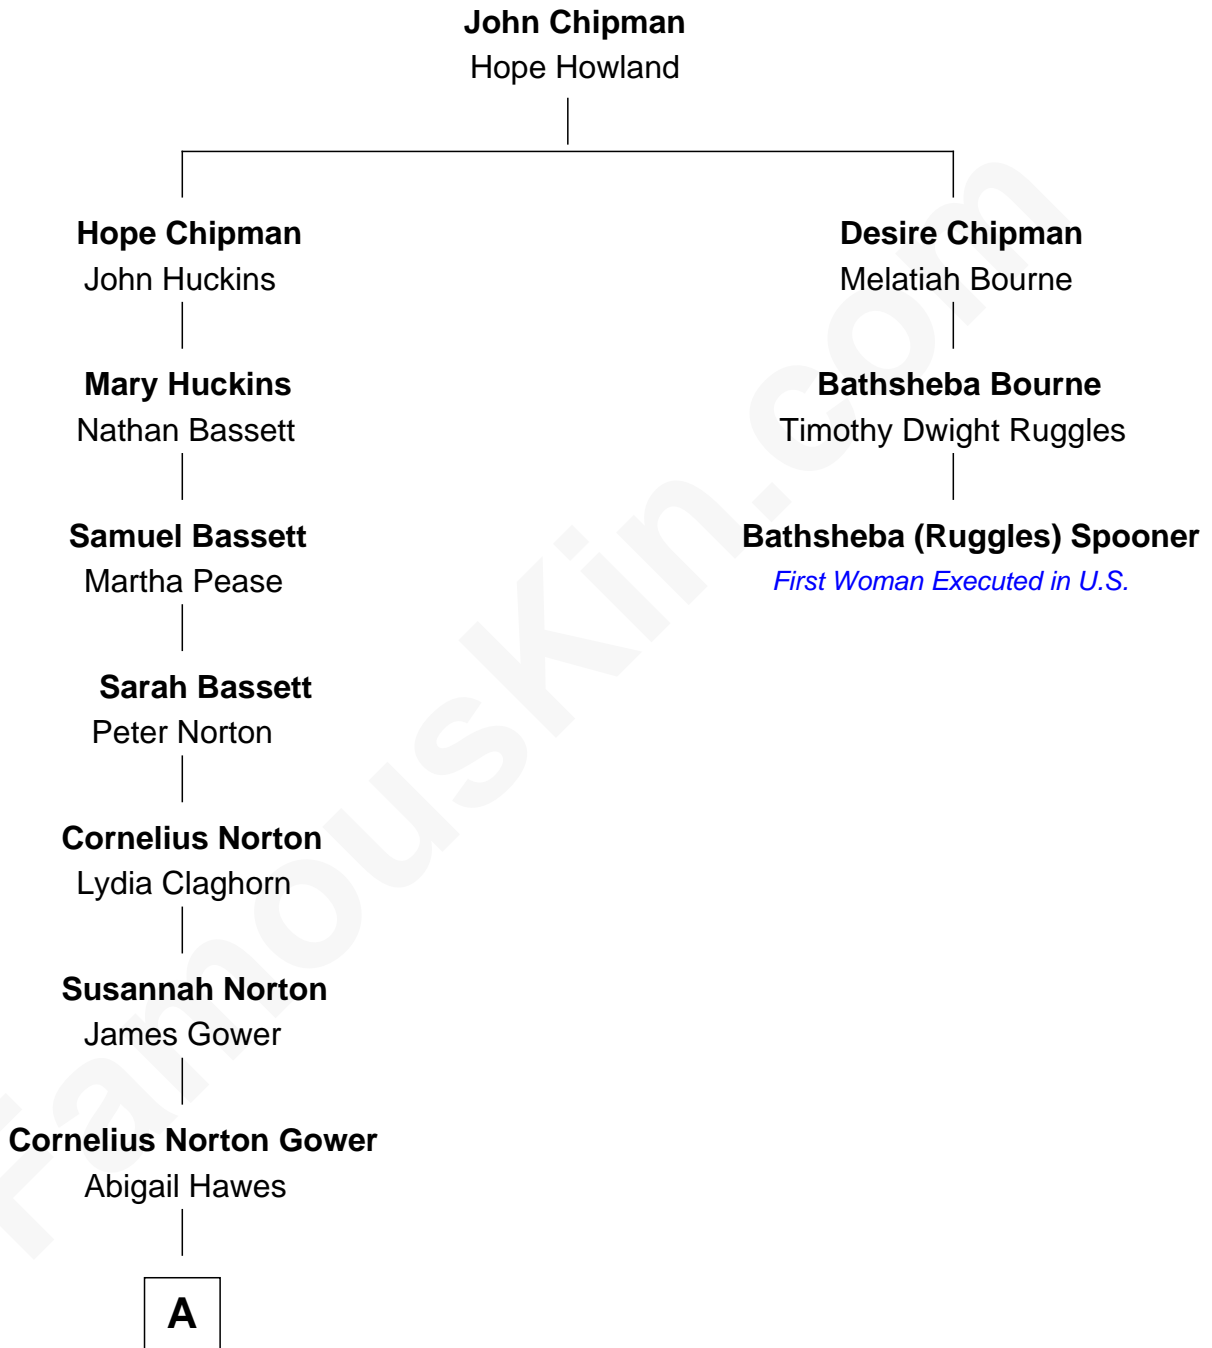 John Chipman
Hope Howland
Hope Chipman
John Huckins
Desire Chipman
Melatiah Bourne
Mary Huckins
Nathan Bassett
Bathsheba Bourne
Timothy Dwight Ruggles
Samuel Bassett
Martha Pease
Bathsheba (Ruggles) Spooner
First Woman Executed in U.S.
Sarah Bassett
Peter Norton
Cornelius Norton
Lydia Claghorn
Susannah Norton
James Gower
Cornelius Norton Gower
Abigail Hawes
A
FamousKin.com